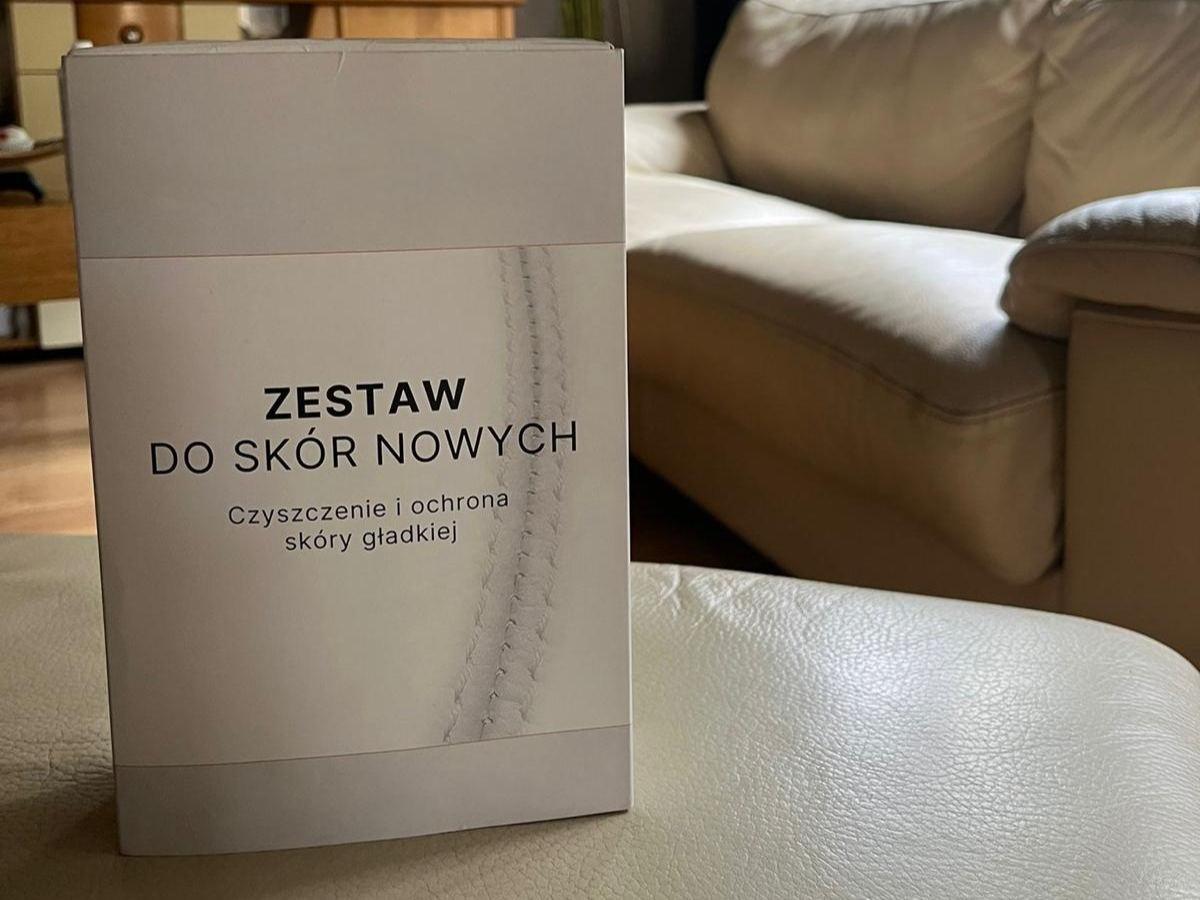 ZESTAW
DO SKÓR NOWYCH
Czyszczenie i ochrona
skóry gładkiej